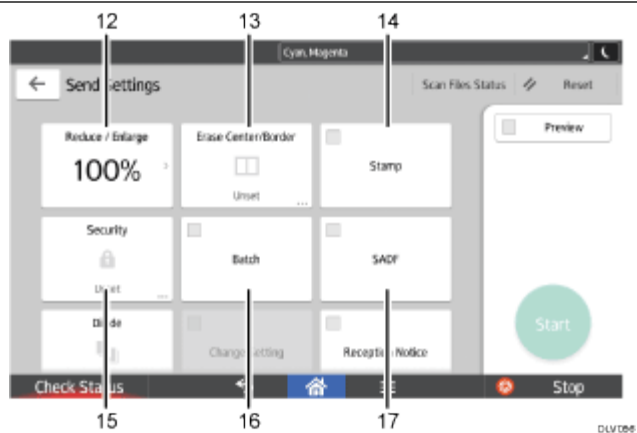 12 13 14
Cyan, Magenta
Send Settings Scan Files Status Reset
Reduce / Enlarge Erase Center/Border Preview
100% Stamp
Unset
Security
Batch SADF
Unset
Divide Start
Change Setting Reception Notice
Check Status Stop
15 16 17
DLV056